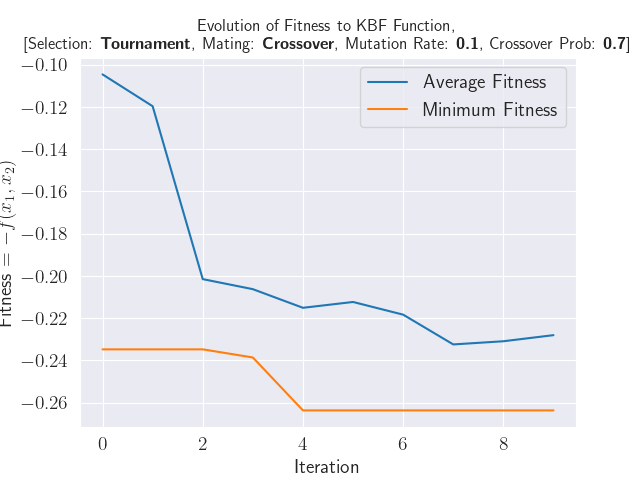 Evolution of Fitness to KBF Function,
[Selection: Tournament, Mating: Crossover, Mutation Rate: 0.1, Crossover Prob: 0.7]
Average Fitness
Minimum Fitness
−0.10
−0.12
−0.14
−0.16
−0.18
−0.20
−0.22
−0.24
−0.26
Fitness = −f(x₁, x₂)
0 2 4 6 8
Iteration